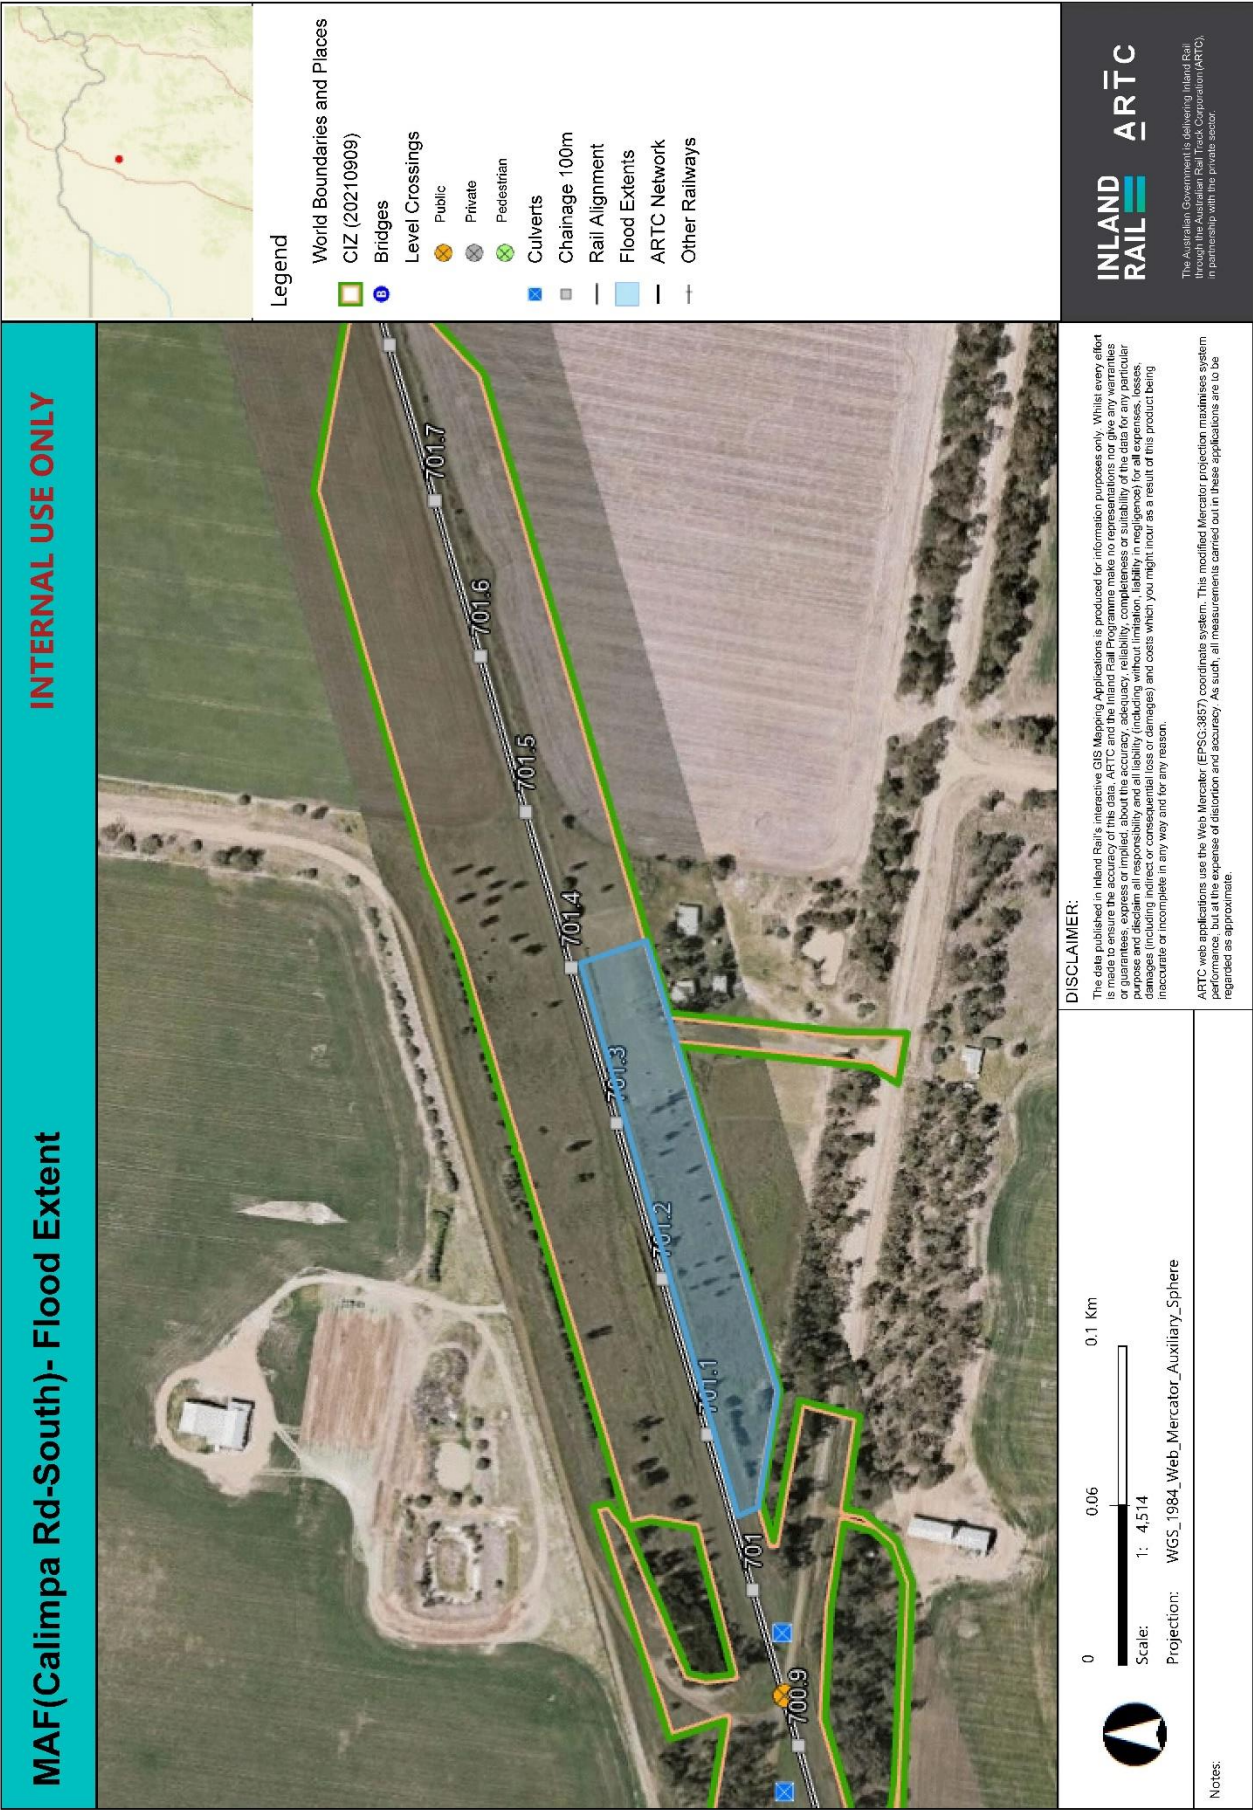 MAF(Calimpa Rd-South)- Flood Extent
INTERNAL USE ONLY
701.7
701.6
701.5
701.4
701.3
701.2
701.1
701
700.9
Legend
World Boundaries and Places
CIZ (20210909)
B
Bridges
Level Crossings
Public
Private
Pedestrian
Culverts
Chainage 100m
Rail Alignment
Flood Extents
ARTC Network
Other Railways
0
0.06
0.1 Km
Scale:
1: 4,514
Projection:
WGS_1984_Web_Mercator_Auxiliary_Sphere
Notes:
DISCLAIMER:
The data published in Inland Rail's interactive GIS Mapping Applications is produced for information purposes only. Whilst every effort
is made to ensure the accuracy of this data, ARTC and the Inland Rail Programme make no representations nor give any warranties
or guarantees, express or implied, about the accuracy, adequacy, reliability, completeness or suitability of the data for any particular
purpose and disclaim all responsibility and all liability (including without limitation, liability in negligence) for all expenses, losses,
damages (including indirect or consequential loss or damages) and costs which you might incur as a result of this product being
inaccurate or incomplete in any way and for any reason.
ARTC web applications use the Web Mercator (EPSG:3857) coordinate system. This modified Mercator projection maximises system
performance, but at the expense of distortion and accuracy. As such, all measurements carried out in these applications are to be
regarded as approximate.
INLAND
RAIL
ARTC
The Australian Government is delivering Inland Rail
through the Australian Rail Track Corporation (ARTC),
in partnership with the private sector.